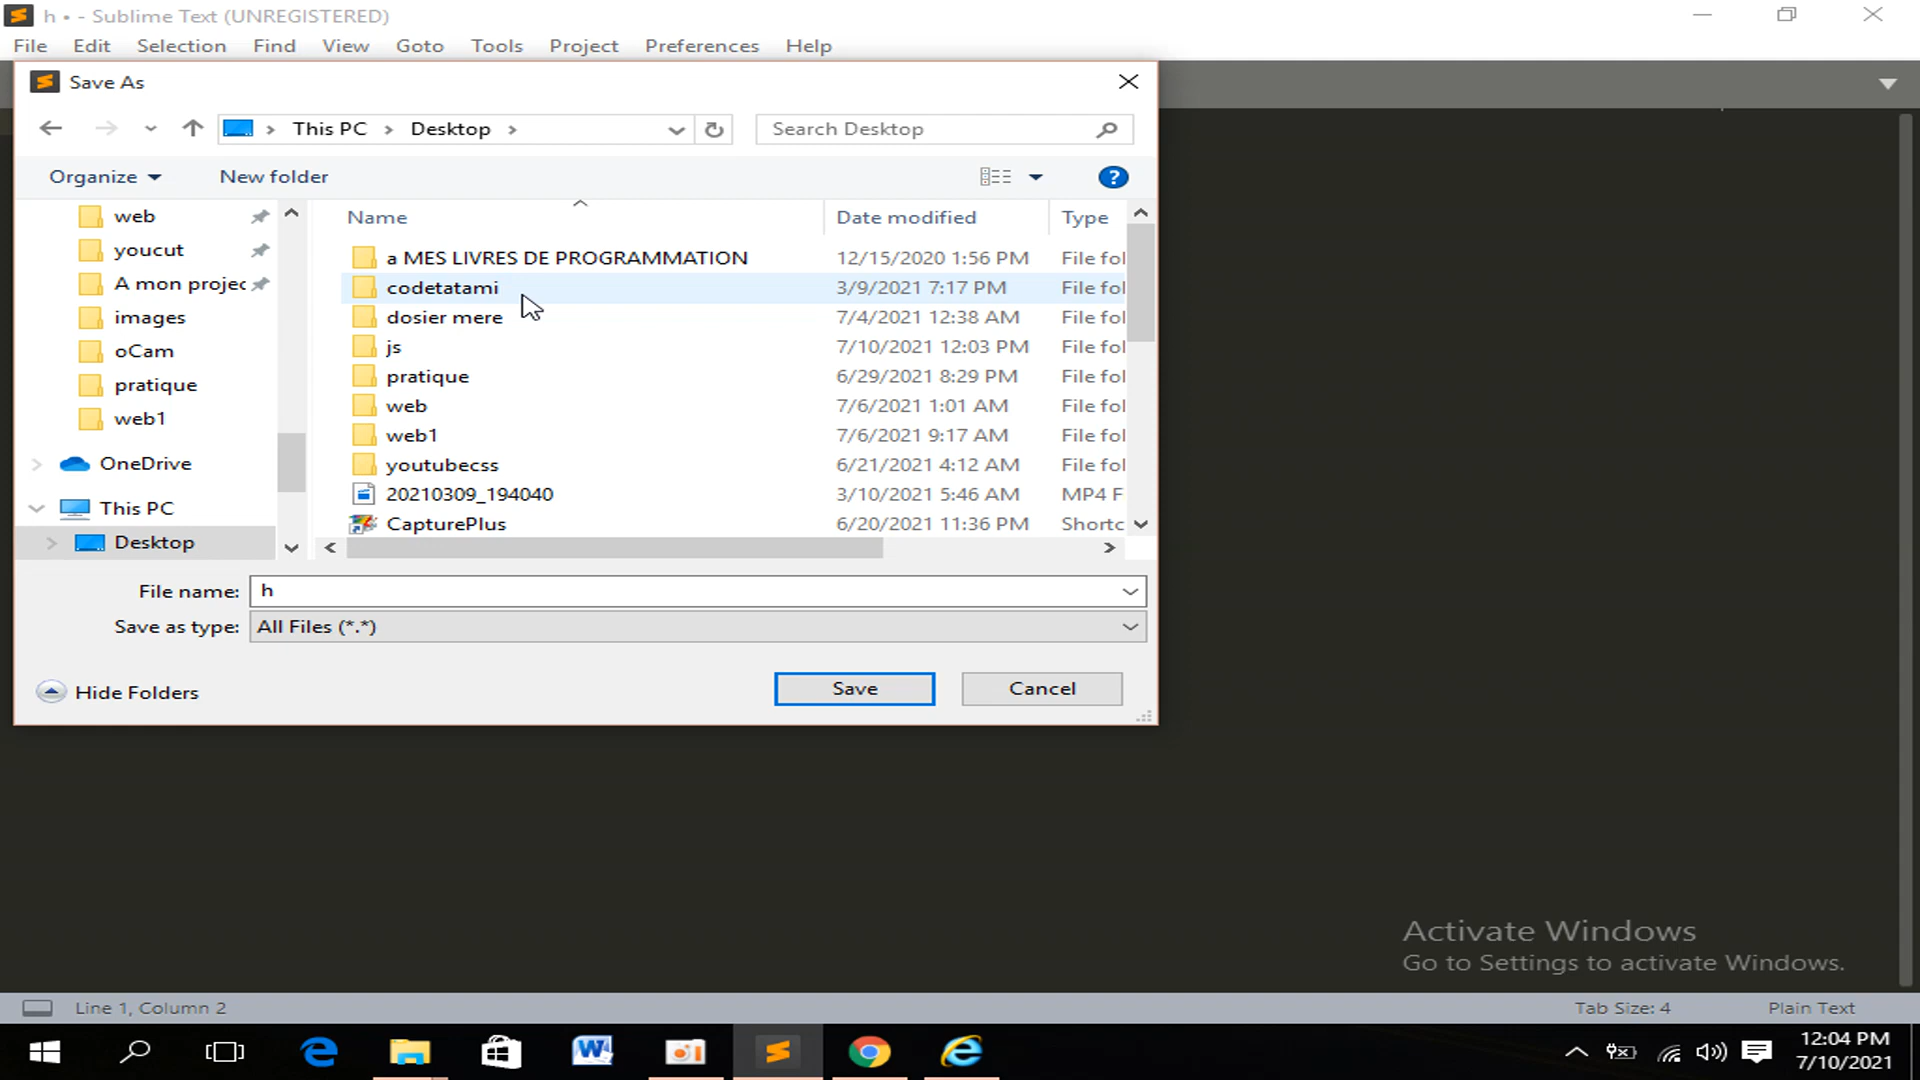 h • - Sublime Text (UNREGISTERED)
File Edit Selection Find View Goto Tools Project Preferences Help
Save As
This PC Desktop
Search Desktop
Organize New folder
Name Date modified Type
web
youcut
A mon projec
images
oCam
pratique
web1
OneDrive
This PC
Desktop
a MES LIVRES DE PROGRAMMATION 12/15/2020 1:56 PM File fol
codetatami 3/9/2021 7:17 PM File fol
dosier mere 7/4/2021 12:38 AM File fol
js 7/10/2021 12:03 PM File fol
pratique 6/29/2021 8:29 PM File fol
web 7/6/2021 1:01 AM File fol
web1 7/6/2021 9:17 AM File fol
youtubecss 6/21/2021 4:12 AM File fol
20210309_194040 3/10/2021 5:46 AM MP4 F
CapturePlus 6/20/2021 11:36 PM Shortc
File name: h
Save as type: All Files (*.*)
Hide Folders Save Cancel
Activate Windows
Go to Settings to activate Windows.
Line 1, Column 2 Tab Size: 4 Plain Text
12:04 PM
7/10/2021